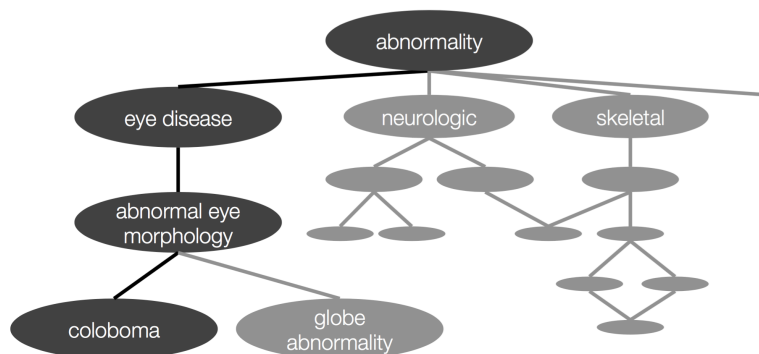 abnormality
eye disease
neurologic
skeletal
abnormal eye
morphology
coloboma
globe
abnormality